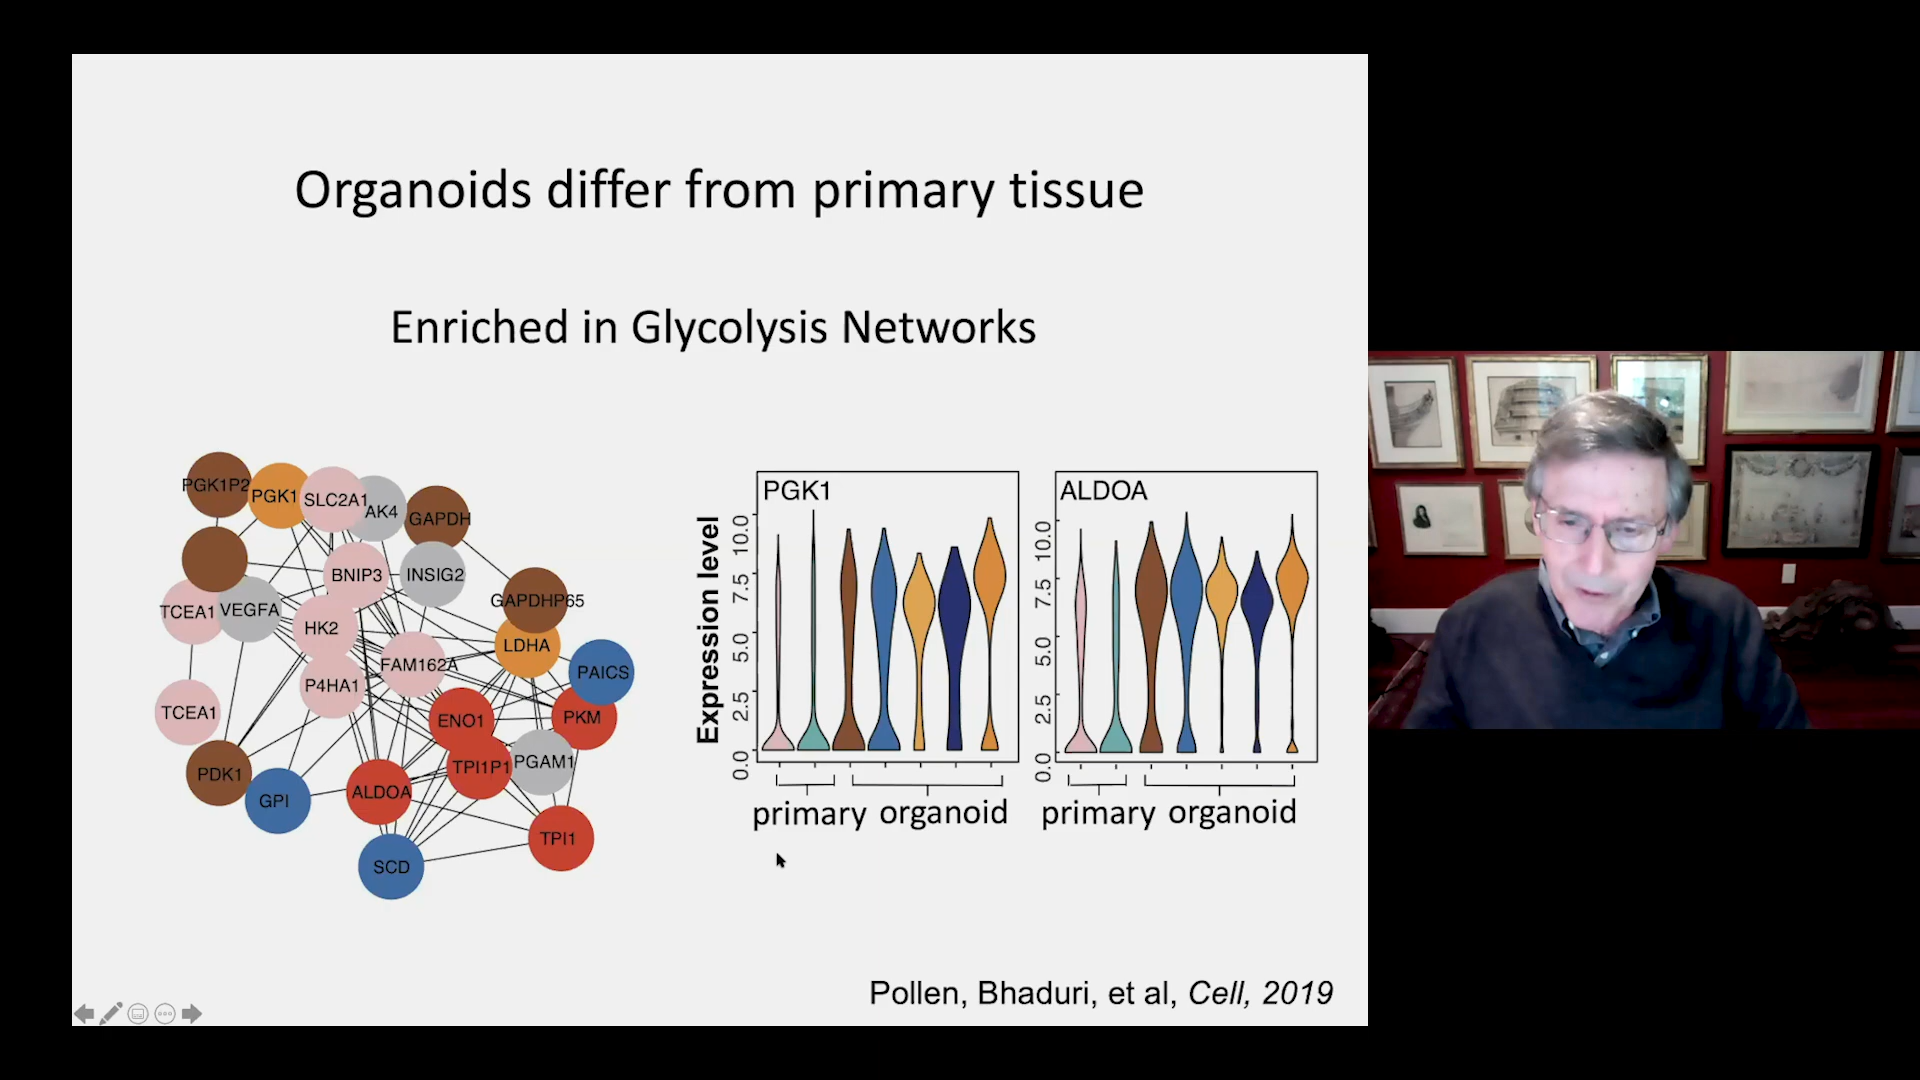 Organoids differ from primary tissue
Enriched in Glycolysis Networks
PGK1P2
PGK1
SLC2A1
AK4
GAPDH
BNIP3
INSIG2
TCEA1
VEGFA
GAPDHP65
HK2
LDHA
FAM162A
PAICS
P4HA1
TCEA1
ENO1
PKM
PDK1
GPI
TPI1P1
PGAM1
ALDOA
TPI1
SCD
Expression level
PGK1
10.0
7.5
5.0
2.5
0.0
primary organoid
ALDOA
10.0
7.5
5.0
2.5
0.0
primary organoid
Pollen, Bhaduri, et al, Cell, 2019